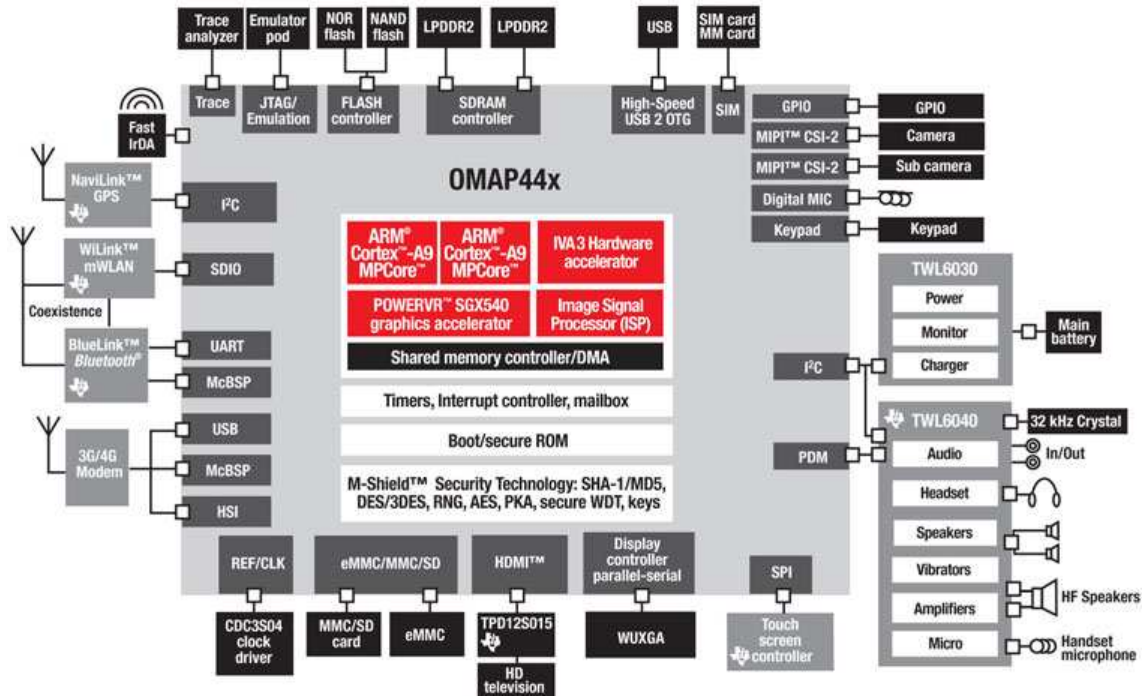 Trace
analyzer
Emulator
pod
NOR
flash
NAND
flash
LPDDR2
LPDDR2
USB
SIM card
MM card
Trace
JTAG/
Emulation
FLASH
controller
SDRAM
controller
High-Speed
USB 2 OTG
SIM
GPIO
GPIO
MIPI™ CSI-2
Camera
MIPI™ CSI-2
Sub camera
Digital MIC
Keypad
Keypad
Fast
IrDA
NaviLink™
GPS
I²C
WiLink™
mWLAN
SDIO
Coexistence
BlueLink™
Bluetooth®
UART
McBSP
3G/4G
Modem
USB
McBSP
HSI
OMAP44x
ARM®
Cortex™-A9
MPCore™
ARM®
Cortex™-A9
MPCore™
IVA3 Hardware
accelerator
POWERVR™ SGX540
graphics accelerator
Image Signal
Processor (ISP)
Shared memory controller/DMA
Timers, Interrupt controller, mailbox
Boot/secure ROM
M-Shield™ Security Technology: SHA-1/MD5,
DES/3DES, RNG, AES, PKA, secure WDT, keys
I²C
PDM
TWL6030
Power
Monitor
Charger
Main
battery
TWL6040
32 kHz Crystal
Audio
In/Out
Headset
Speakers
Vibrators
Amplifiers
HF Speakers
Micro
Handset
microphone
REF/CLK
eMMC/MMC/SD
HDMI™
Display
controller
parallel-serial
SPI
CDC3S04
clock
driver
MMC/SD
card
eMMC
TPD12S015
HD
television
WUXGA
Touch
screen
controller